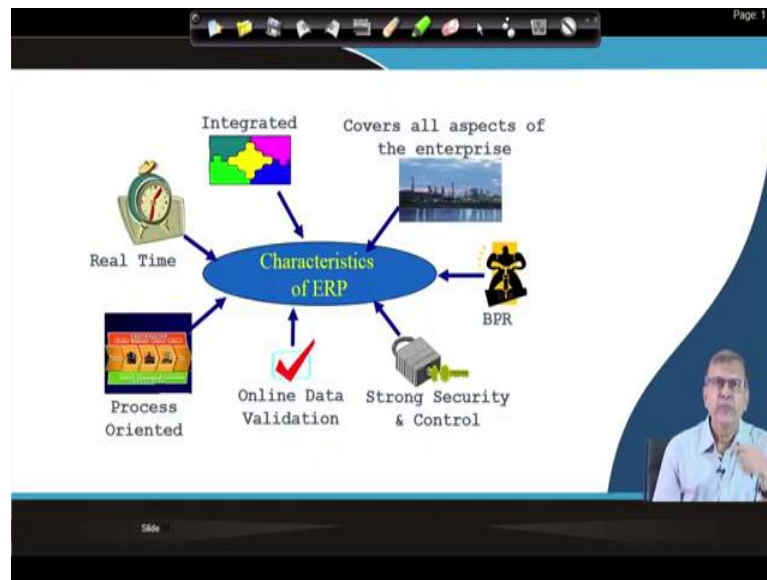 Page: 1
Integrated
Covers all aspects of
the enterprise
Real Time
Characteristics
of ERP
BPR
Process
Oriented
Online Data
Validation
Strong Security
& Control
Slide